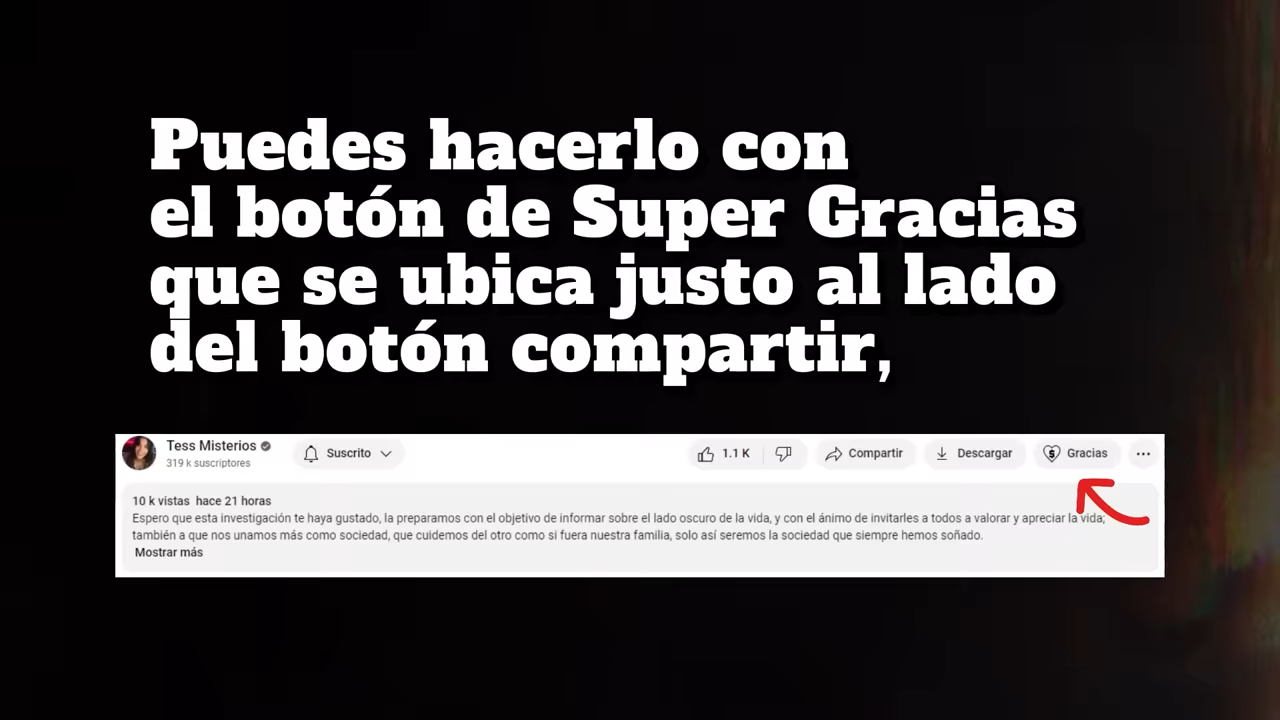 Puedes hacerlo con
el botón de Super Gracias
que se ubica justo al lado
del botón compartir,
Tess Misterios
319 k suscriptores
Suscrito
1.1 K
Compartir
Descargar
Gracias
10 k vistas hace 21 horas
Espero que esta investigación te haya gustado, la preparamos con el objetivo de informar sobre el lado oscuro de la vida, y con el ánimo de invitarles a todos a valorar y apreciar la vida;
también a que nos unamos más como sociedad, que cuidemos del otro como si fuera nuestra familia, solo así seremos la sociedad que siempre hemos soñado.
Mostrar más